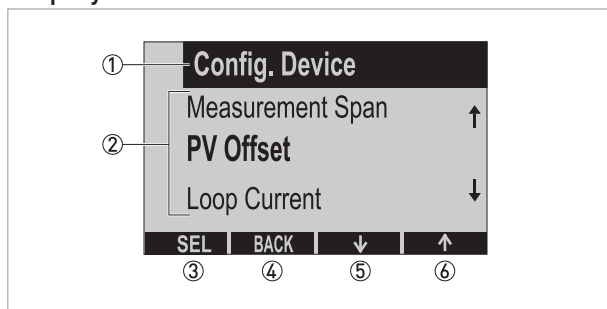 ① Config. Device
Measurement Span ↑
② PV Offset
Loop Current ↓
SEL BACK ↓ ↑
③ ④ ⑤ ⑥